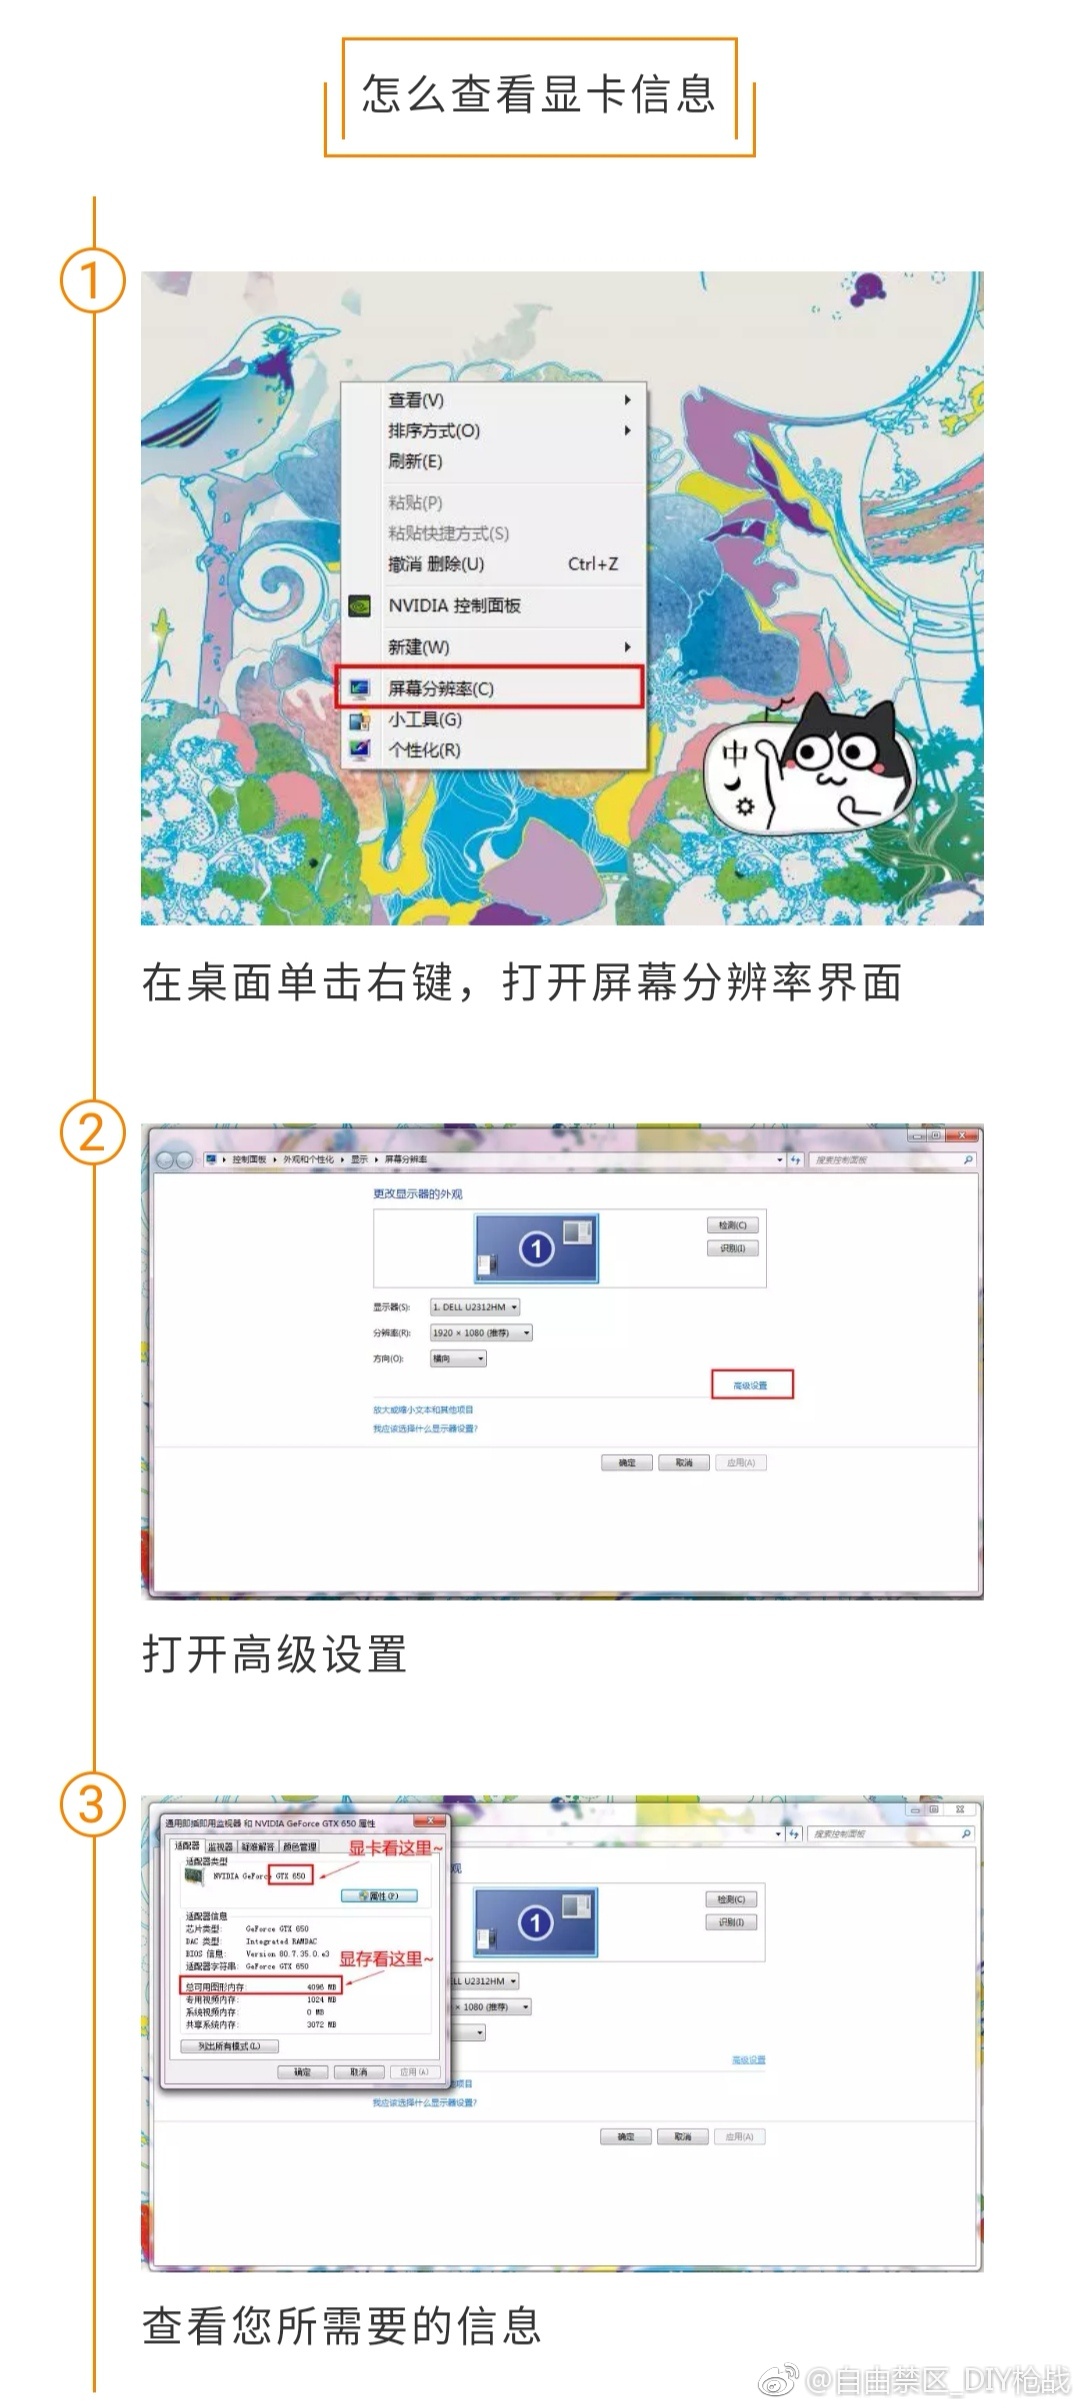 怎么查看显卡信息
1
查看(V)
排序方式(O)
刷新(E)
粘贴(P)
粘贴快捷方式(S)
撤消 删除(U) Ctrl+Z
NVIDIA 控制面板
新建(W)
屏幕分辨率(C)
小工具(G)
个性化(R)
中
在桌面单击右键，打开屏幕分辨率界面
2
控制面板 外观和个性化 显示 屏幕分辨率 搜索控制面板
更改显示器的外观
1
检测(C)
识别(I)
显示器(S): 1. DELL U2312HM
分辨率(R): 1920 × 1080 (推荐)
方向(O): 横向
高级设置
放大或缩小文本和其他项目
我应该选择什么显示器设置?
确定 取消 应用(A)
打开高级设置
3
通用即插即用监视器 和 NVIDIA GeForce GTX 650 属性
适配器 监视器 疑难解答 颜色管理
显卡看这里~
适配器类型
NVIDIA GeForce GTX 650
属性(P)
适配器信息
芯片类型: GeForce GTX 650
DAC 类型: Integrated RAMDAC
BIOS 信息: Version 80.7.35.0.e3
适配器字符串: GeForce GTX 650
显存看这里~
总可用图形内存: 4096 MB
专用视频内存: 1024 MB
系统视频内存: 0 MB
共享系统内存: 3072 MB
列出所有模式(L)
确定 取消 应用(A)
搜索控制面板
观
1
检测(C)
识别(I)
ELL U2312HM
× 1080 (推荐)
高级设置
他项目
我应该选择什么显示器设置?
确定 取消 应用(A)
查看您所需要的信息
@自由禁区_DIY枪战